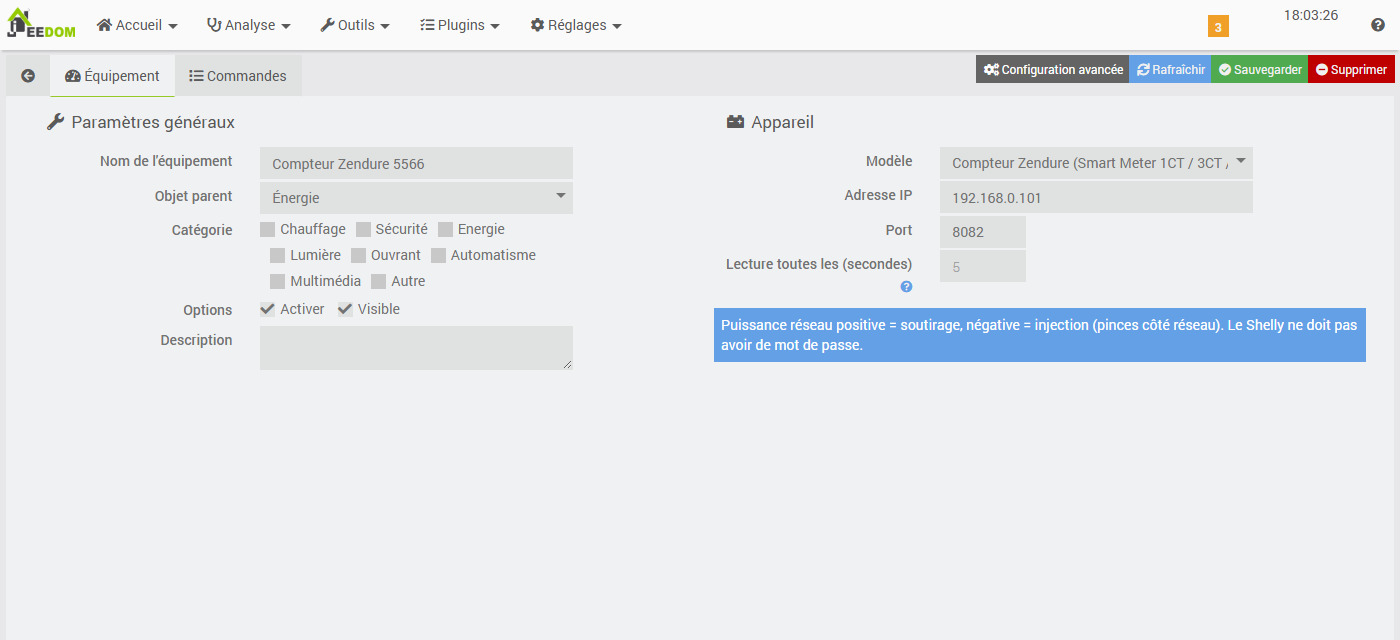 JEEDOM Accueil Analyse Outils Plugins Réglages 3 18:03:26
Équipement Commandes Configuration avancée Rafraîchir Sauvegarder Supprimer
Paramètres généraux
Nom de l'équipement Compteur Zendure 5566
Objet parent Énergie
Catégorie Chauffage Sécurité Energie
Lumière Ouvrant Automatisme
Multimédia Autre
Options Activer Visible
Description
Appareil
Modèle Compteur Zendure (Smart Meter 1CT / 3CT /
Adresse IP 192.168.0.101
Port 8082
Lecture toutes les (secondes) 5
Puissance réseau positive = soutirage, négative = injection (pinces côté réseau). Le Shelly ne doit pas
avoir de mot de passe.